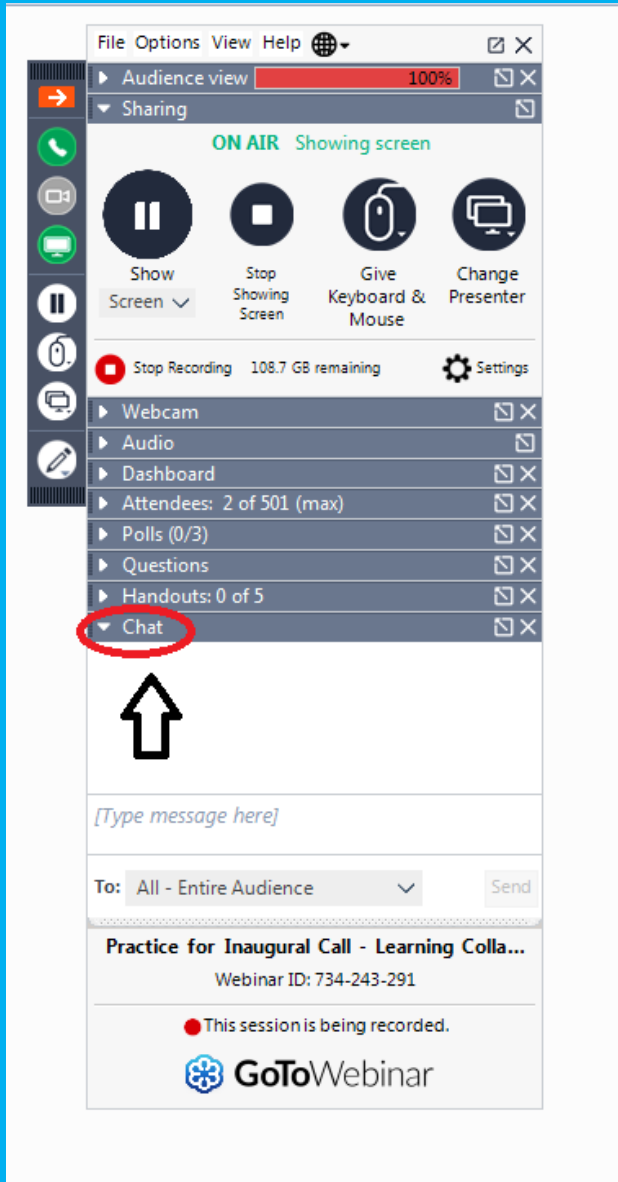 File Options View Help
Audience view 100%
Sharing
ON AIR Showing screen
Show
Screen
Stop
Showing
Screen
Give
Keyboard &
Mouse
Change
Presenter
Stop Recording 108.7 GB remaining Settings
Webcam
Audio
Dashboard
Attendees: 2 of 501 (max)
Polls (0/3)
Questions
Handouts: 0 of 5
Chat
[Type message here]
To: All - Entire Audience Send
Practice for Inaugural Call - Learning Colla...
Webinar ID: 734-243-291
This session is being recorded.
GoToWebinar